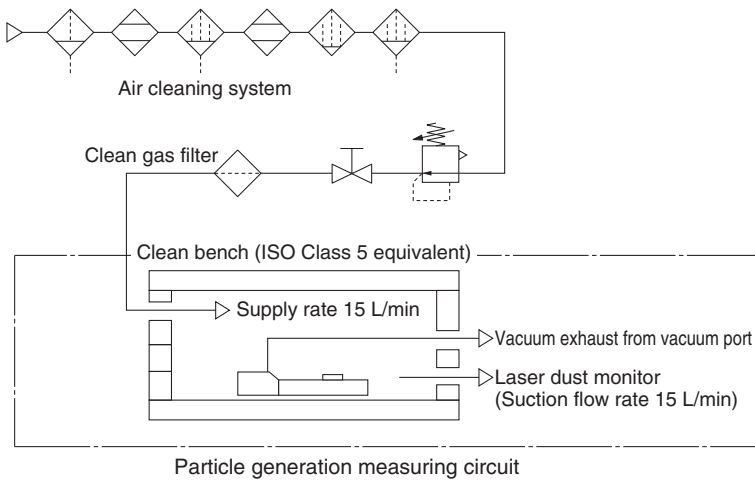 Air cleaning system
Clean gas filter
Clean bench (ISO Class 5 equivalent)
Supply rate 15 L/min
Vacuum exhaust from vacuum port
Laser dust monitor
(Suction flow rate 15 L/min)
Particle generation measuring circuit